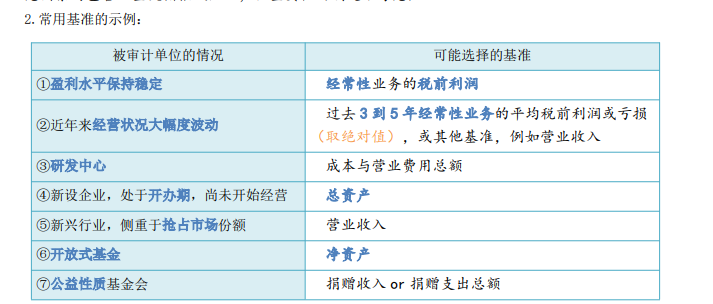 2.常用基准的示例：
被审计单位的情况 可能选择的基准
①盈利水平保持稳定 经常性业务的税前利润
②近年来经营状况大幅度波动 过去 3 到 5 年经常性业务的平均税前利润或亏损
（取绝对值），或其他基准，例如营业收入
③研发中心 成本与营业费用总额
④新设企业，处于开办期，尚未开始经营 总资产
⑤新兴行业，侧重于抢占市场份额 营业收入
⑥开放式基金 净资产
⑦公益性质基金会 捐赠收入 or 捐赠支出总额